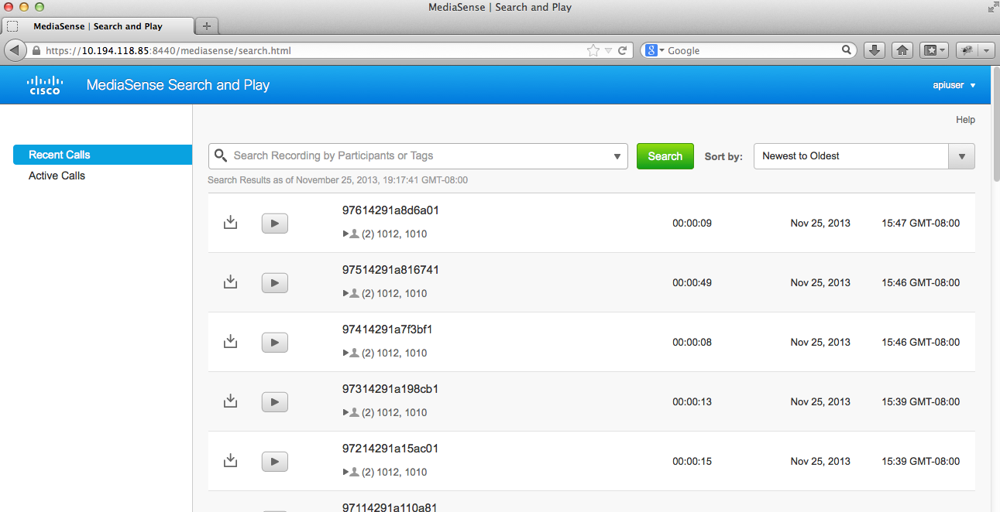 MediaSense | Search and Play
MediaSense | Search and Play
https://10.194.118.85:8440/mediasense/search.html
Google
CISCO
MediaSense Search and Play
apiuser
Help
Recent Calls
Active Calls
Search Recording by Participants or Tags
Search
Sort by:
Newest to Oldest
Search Results as of November 25, 2013, 19:17:41 GMT-08:00
97614291a8d6a01
(2) 1012, 1010
00:00:09
Nov 25, 2013
15:47 GMT-08:00
97514291a816741
(2) 1012, 1010
00:00:49
Nov 25, 2013
15:46 GMT-08:00
97414291a7f3bf1
(2) 1012, 1010
00:00:08
Nov 25, 2013
15:46 GMT-08:00
97314291a198cb1
(2) 1012, 1010
00:00:13
Nov 25, 2013
15:39 GMT-08:00
97214291a15ac01
(2) 1012, 1010
00:00:15
Nov 25, 2013
15:39 GMT-08:00
97114291a110a81